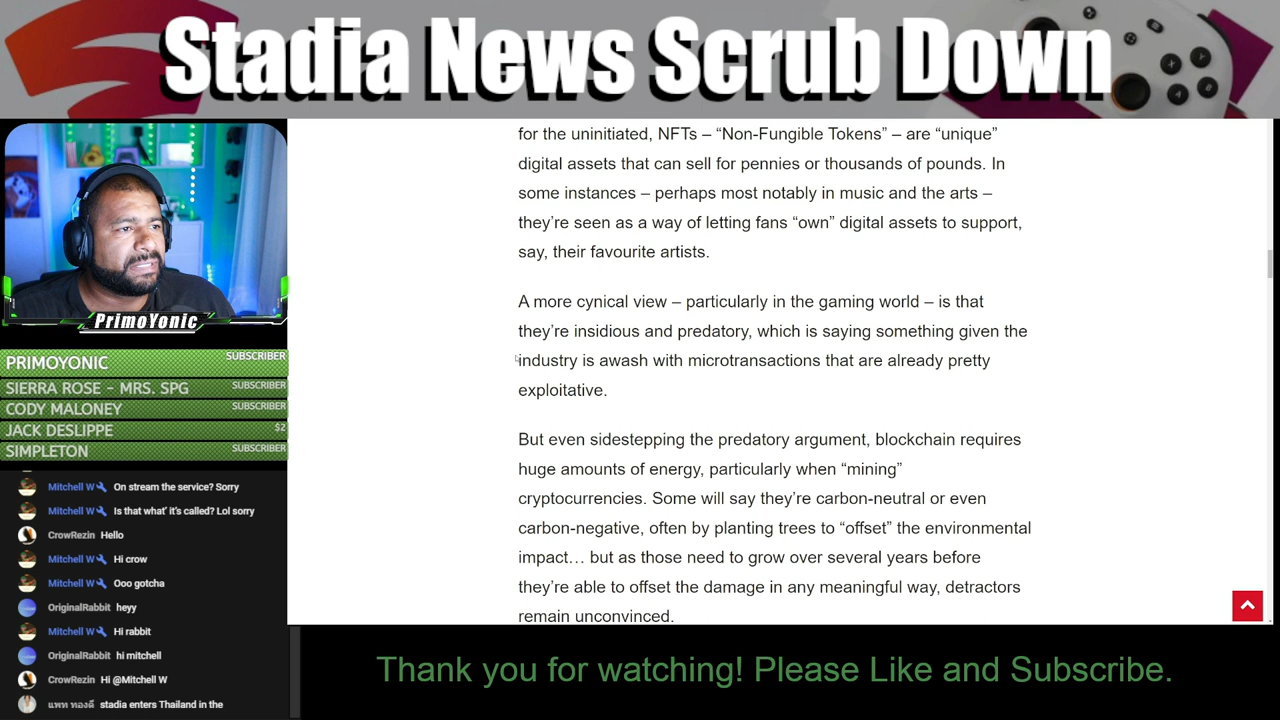 Stadia News Scrub Down
for the uninitiated, NFTs – “Non-Fungible Tokens” – are “unique”
digital assets that can sell for pennies or thousands of pounds. In
some instances – perhaps most notably in music and the arts –
they’re seen as a way of letting fans “own” digital assets to support,
say, their favourite artists.
A more cynical view – particularly in the gaming world – is that
they’re insidious and predatory, which is saying something given the
industry is awash with microtransactions that are already pretty
exploitative.
But even sidestepping the predatory argument, blockchain requires
huge amounts of energy, particularly when “mining”
cryptocurrencies. Some will say they’re carbon-neutral or even
carbon-negative, often by planting trees to “offset” the environmental
impact… but as those need to grow over several years before
they’re able to offset the damage in any meaningful way, detractors
remain unconvinced.
PrimoYonic
PRIMOYONIC SUBSCRIBER
SIERRA ROSE - MRS. SPG SUBSCRIBER
CODY MALONEY SUBSCRIBER
JACK DESLIPPE $2
SIMPLETON SUBSCRIBER
Mitchell W On stream the service? Sorry
Mitchell W Is that what' it's called? Lol sorry
CrowRezin Hello
Mitchell W Hi crow
Mitchell W Ooo gotcha
OriginalRabbit heyy
Mitchell W Hi rabbit
OriginalRabbit hi mitchell
CrowRezin Hi @Mitchell W
แพท ทองดี stadia enters Thailand in the
Thank you for watching! Please Like and Subscribe.